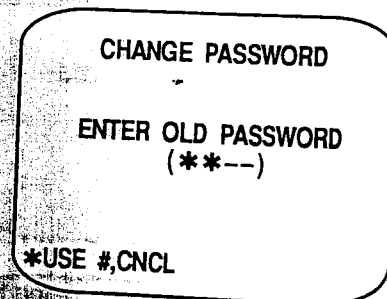 CHANGE PASSWORD
ENTER OLD PASSWORD
(**--)
*USE #,CNCL